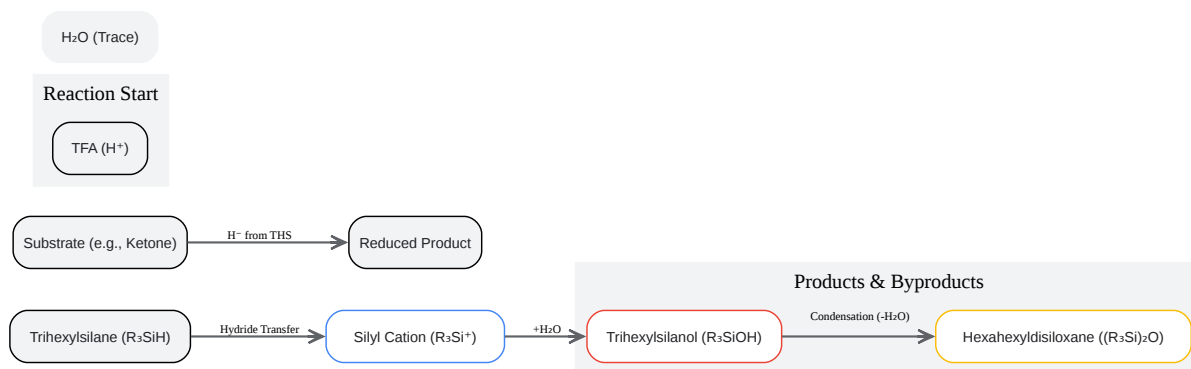 H₂O (Trace)
Reaction Start
TFA (H⁺)
Substrate (e.g., Ketone)
H⁻ from THS
Reduced Product
Products & Byproducts
Trihexylsilane (R₃SiH)
Hydride Transfer
Silyl Cation (R₃Si⁺)
+H₂O
Trihexylsilanol (R₃SiOH)
Condensation (-H₂O)
Hexahexyldisiloxane ((R₃Si)₂O)